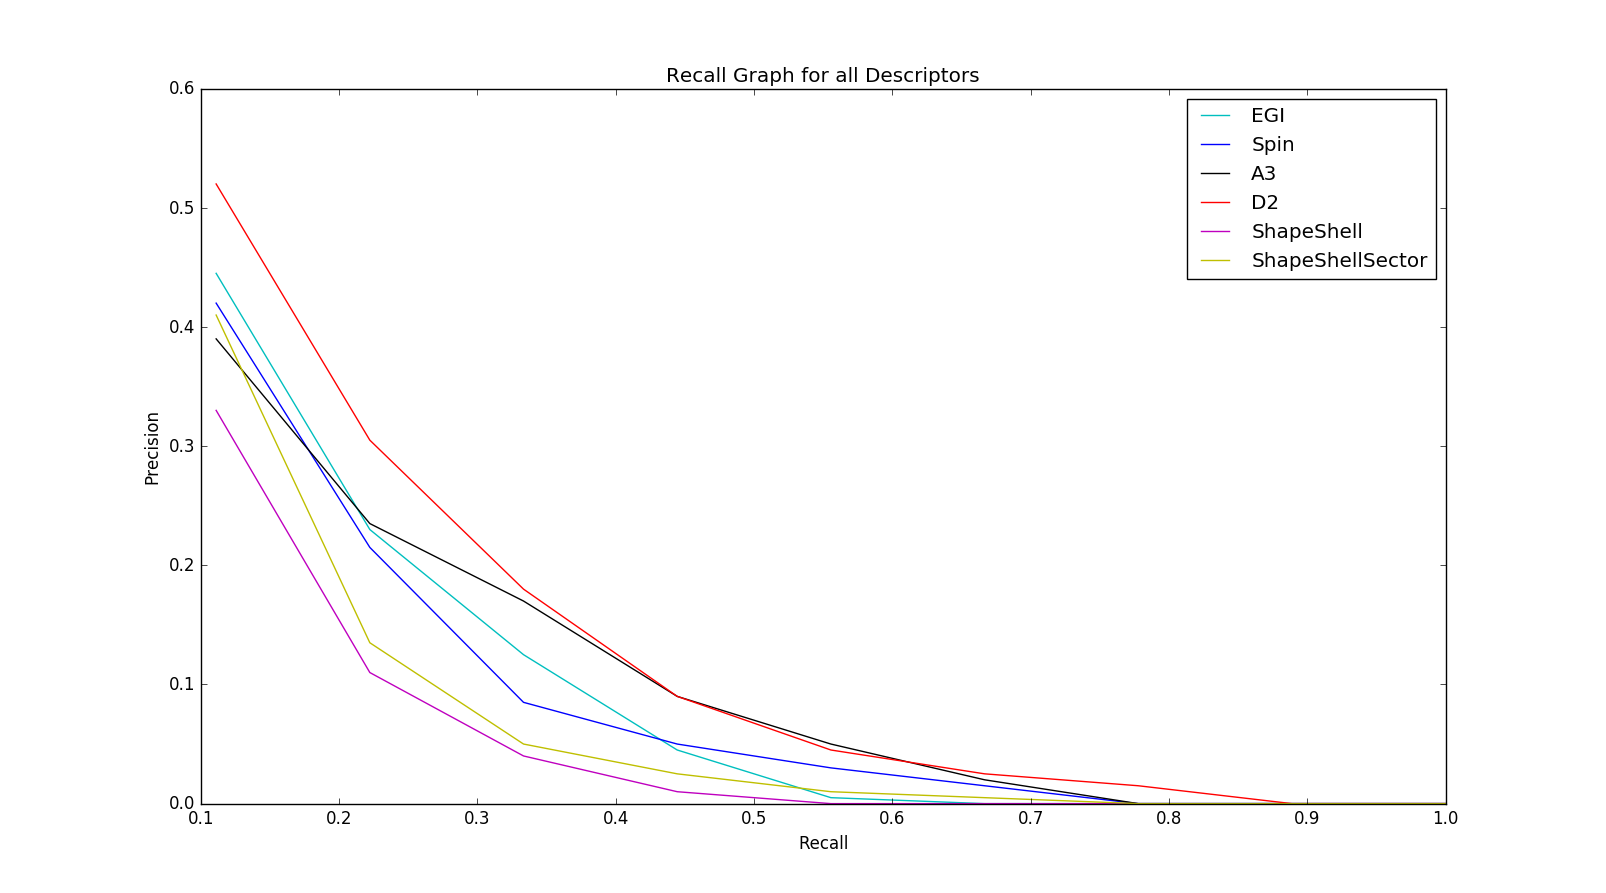 Recall Graph for all Descriptors
0.6
0.5
0.4
0.3
0.2
0.1
0.0
Precision
EGI
Spin
A3
D2
ShapeShell
ShapeShellSector
0.1 0.2 0.3 0.4 0.5 0.6 0.7 0.8 0.9 1.0
Recall